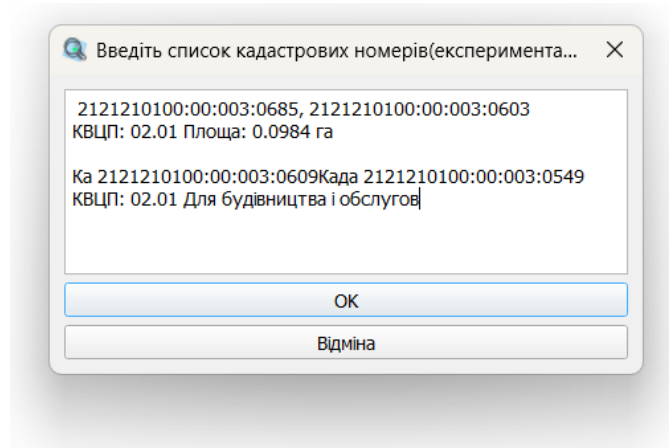 Введіть список кадастрових номерів(експеримента...
2121210100:00:003:0685, 2121210100:00:003:0603
КВЦП: 02.01 Площа: 0.0984 га
Ка 2121210100:00:003:0609Када 2121210100:00:003:0549
КВЦП: 02.01 Для будівництва і обслугов
OK
Відміна